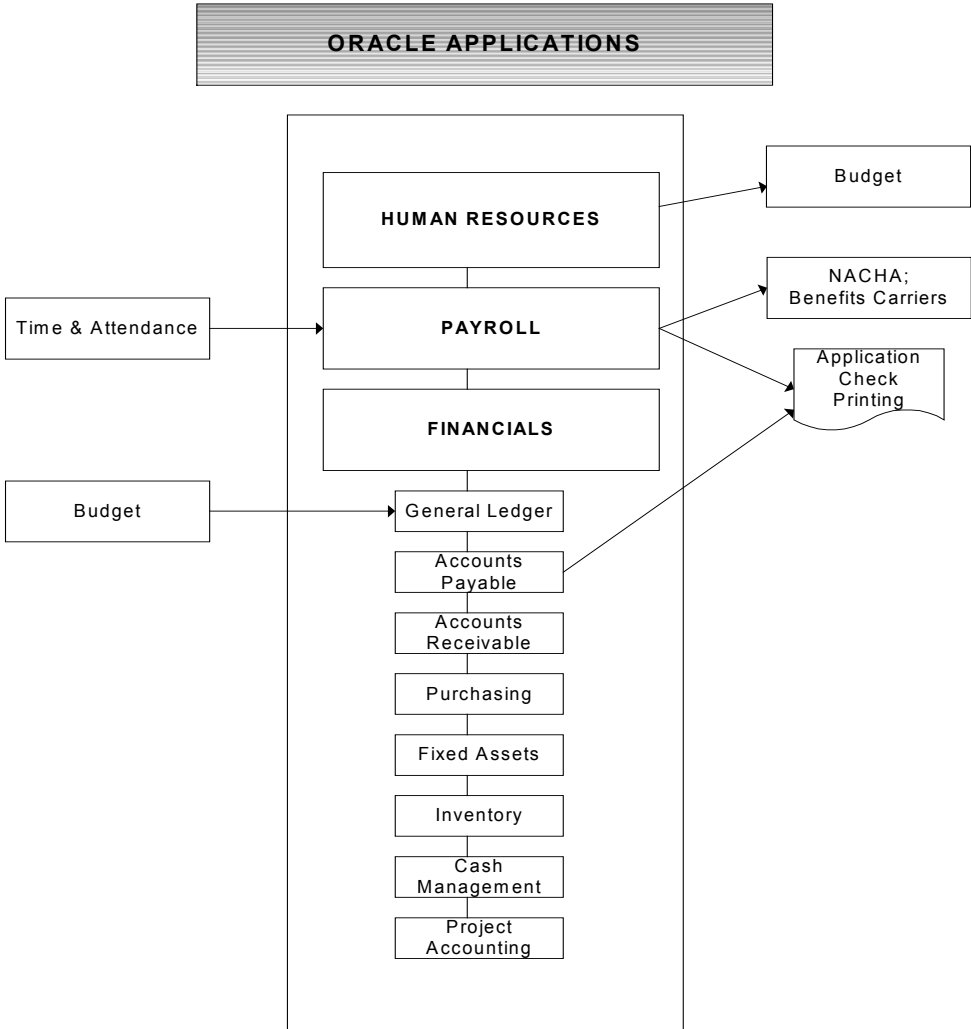 ORACLE APPLICATIONS
HUMAN RESOURCES
Budget
NACHA;
Benefits Carriers
Time & Attendance
PAYROLL
Application
Check
Printing
FINANCIALS
Budget
General Ledger
Accounts
Payable
Accounts
Receivable
Purchasing
Fixed Assets
Inventory
Cash
Management
Project
Accounting